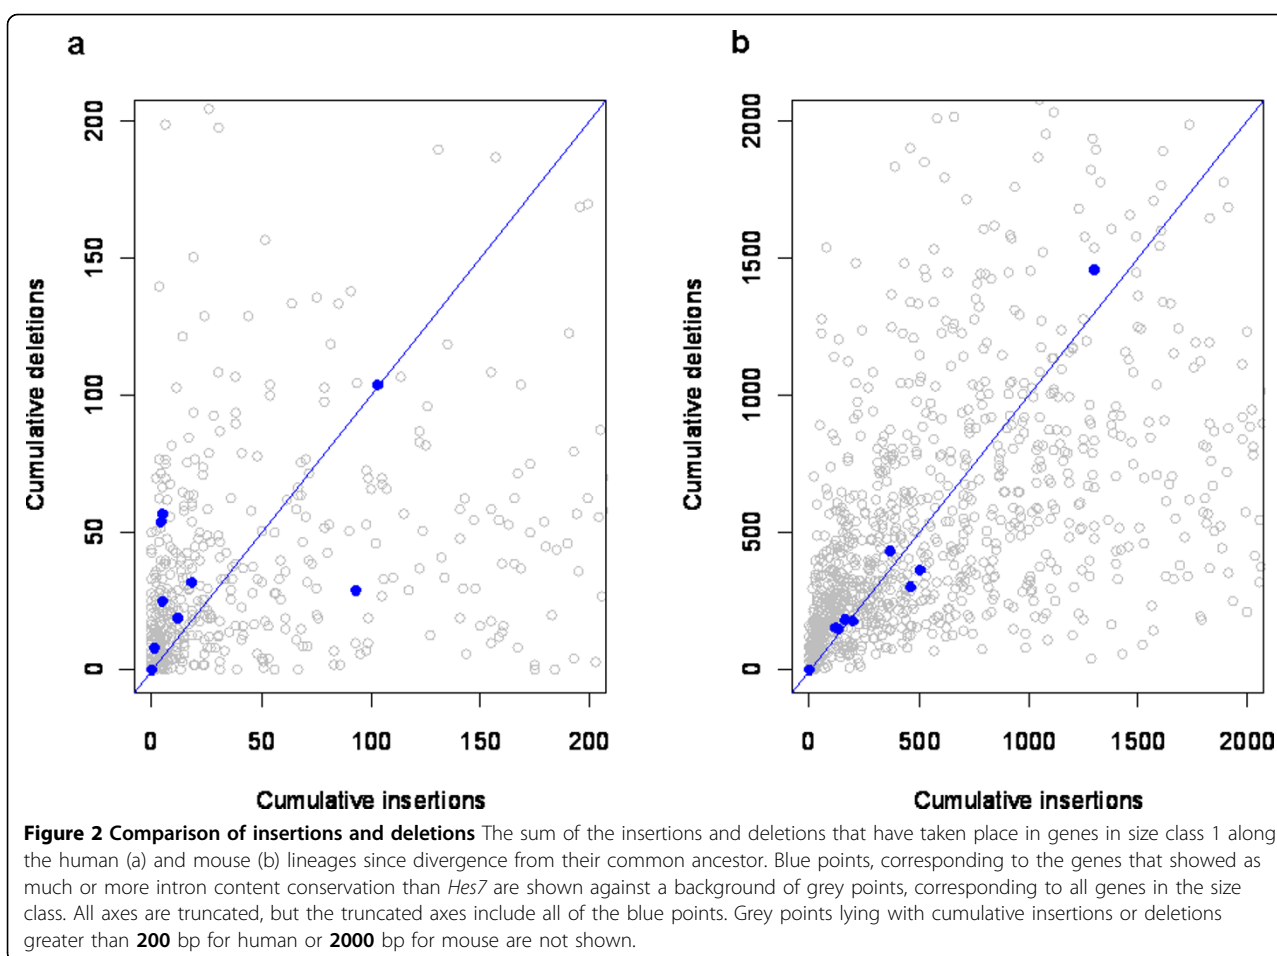 a
b
200
150
100
50
0
Cumulative deletions
0 50 100 150 200
Cumulative insertions
2000
1500
1000
500
0
Cumulative deletions
0 500 1000 1500 2000
Cumulative insertions
Figure 2 Comparison of insertions and deletions The sum of the insertions and deletions that have taken place in genes in size class 1 along
the human (a) and mouse (b) lineages since divergence from their common ancestor. Blue points, corresponding to the genes that showed as
much or more intron content conservation than Hes7 are shown against a background of grey points, corresponding to all genes in the size
class. All axes are truncated, but the truncated axes include all of the blue points. Grey points lying with cumulative insertions or deletions
greater than 200 bp for human or 2000 bp for mouse are not shown.